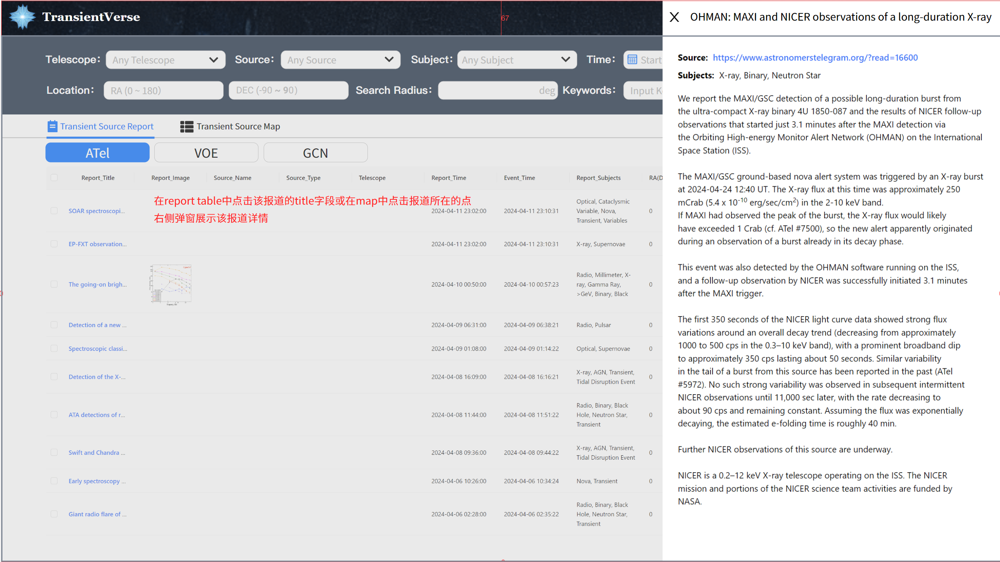 TransientVerse
67
X OHMAN: MAXI and NICER observations of a long-duration X-ray
Telescope: Any Telescope Source: Any Source Subject: Any Subject Time: Start
Location: RA (0 ~ 180) DEC (-90 ~ 90) Search Radius: deg Keywords: Input K
Transient Source Report Transient Source Map
ATel VOE GCN
Report_Title Report_Image Source_Name Source_Type Telescope Report_Time Event_Time Report_Subjects RA(D
在report table中点击该报道的title字段或在map中点击报道所在的点
右侧弹窗展示该报道详情
SOAR spectroscopi... 2024-04-11 23:02:00 2024-04-11 23:10:31 Optical, Cataclysmic
Variable, Nova,
Transient, Variables
0
EP-FXT observation... 2024-04-11 23:02:00 2024-04-11 23:10:31 X-ray, Supernovae 0
The going-on brigh... 2024-04-10 00:50:00 2024-04-10 00:57:23 Radio, Millimeter, X-
ray, Gamma Ray,
>GeV, Binary, Black
0
Detection of a new ... 2024-04-09 06:31:00 2024-04-09 06:38:21 Radio, Pulsar 0
Spectroscopic classi... 2024-04-09 01:08:00 2024-04-09 01:14:22 Optical, Supernovae 0
Detection of the X-... 2024-04-08 16:09:00 2024-04-08 16:16:21 X-ray, AGN, Transient,
Tidal Disruption Event
0
ATA detections of r... 2024-04-08 11:44:00 2024-04-08 11:51:22 Radio, Binary, Black
Hole, Neutron Star,
Transient
0
Swift and Chandra ... 2024-04-08 09:36:00 2024-04-08 09:44:22 X-ray, AGN, Transient,
Tidal Disruption Event
0
Early spectroscopy ... 2024-04-06 10:26:00 2024-04-06 10:34:24 Nova, Transient 0
Giant radio flare of ... 2024-04-06 02:28:00 2024-04-06 02:35:22 Radio, Binary, Black
Hole, Neutron Star,
Transient
0
Source: https://www.astronomerstelegram.org/?read=16600
Subjects: X-ray, Binary, Neutron Star
We report the MAXI/GSC detection of a possible long-duration burst from
the ultra-compact X-ray binary 4U 1850-087 and the results of NICER follow-up
observations that started just 3.1 minutes after the MAXI detection via
the Orbiting High-energy Monitor Alert Network (OHMAN) on the International
Space Station (ISS).
The MAXI/GSC ground-based nova alert system was triggered by an X-ray burst
at 2024-04-24 12:40 UT. The X-ray flux at this time was approximately 250
mCrab (5.4 x 10⁻¹⁰ erg/sec/cm²) in the 2-10 keV band.
If MAXI had observed the peak of the burst, the X-ray flux would likely
have exceeded 1 Crab (cf. ATel #7500), so the new alert apparently originated
during an observation of a burst already in its decay phase.
This event was also detected by the OHMAN software running on the ISS,
and a follow-up observation by NICER was successfully initiated 3.1 minutes
after the MAXI trigger.
The first 350 seconds of the NICER light curve data showed strong flux
variations around an overall decay trend (decreasing from approximately
1000 to 500 cps in the 0.3–10 keV band), with a prominent broadband dip
to approximately 350 cps lasting about 50 seconds. Similar variability
in the tail of a burst from this source has been reported in the past (ATel
#5972). No such strong variability was observed in subsequent intermittent
NICER observations until 11,000 sec later, with the rate decreasing to
about 90 cps and remaining constant. Assuming the flux was exponentially
decaying, the estimated e-folding time is roughly 40 min.
Further NICER observations of this source are underway.
NICER is a 0.2–12 keV X-ray telescope operating on the ISS. The NICER
mission and portions of the NICER science team activities are funded by
NASA.